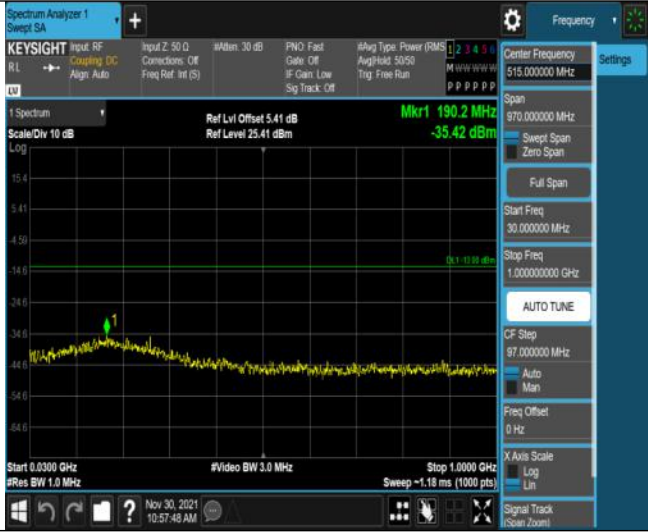 Spectrum Analyzer 1
Swept SA
+
Frequency
KEYSIGHT
RL
LV
Input: RF
Coupling: DC
Align: Auto
Input Z: 50 Ω
Corrections: Off
Freq Ref: Int (S)
#Atten: 30 dB
PNO: Fast
Gate: Off
IF Gain: Low
Sig Track: Off
#Avg Type: Power (RMS
Avg|Hold: 50/50
Trig: Free Run
1 2 3 4 5 6
M W W W W W
P P P P P P
1 Spectrum
Scale/Div 10 dB
Log
Ref Lvl Offset 5.41 dB
Ref Level 25.41 dBm
Mkr1 190.2 MHz
-35.42 dBm
15.4
5.41
-4.59
-14.6
-24.6
-34.6
-44.6
-54.6
-64.6
DL1 -13.00 dBm
1
Start 0.0300 GHz
#Res BW 1.0 MHz
#Video BW 3.0 MHz
Stop 1.0000 GHz
Sweep ~1.18 ms (1000 pts)
Center Frequency
515.000000 MHz
Settings
Span
970.000000 MHz
Swept Span
Zero Span
Full Span
Start Freq
30.000000 MHz
Stop Freq
1.000000000 GHz
AUTO TUNE
CF Step
97.000000 MHz
Auto
Man
Freq Offset
0 Hz
X Axis Scale
Log
Lin
Signal Track
(Span Zoom)
?
Nov 30, 2021
10:57:48 AM